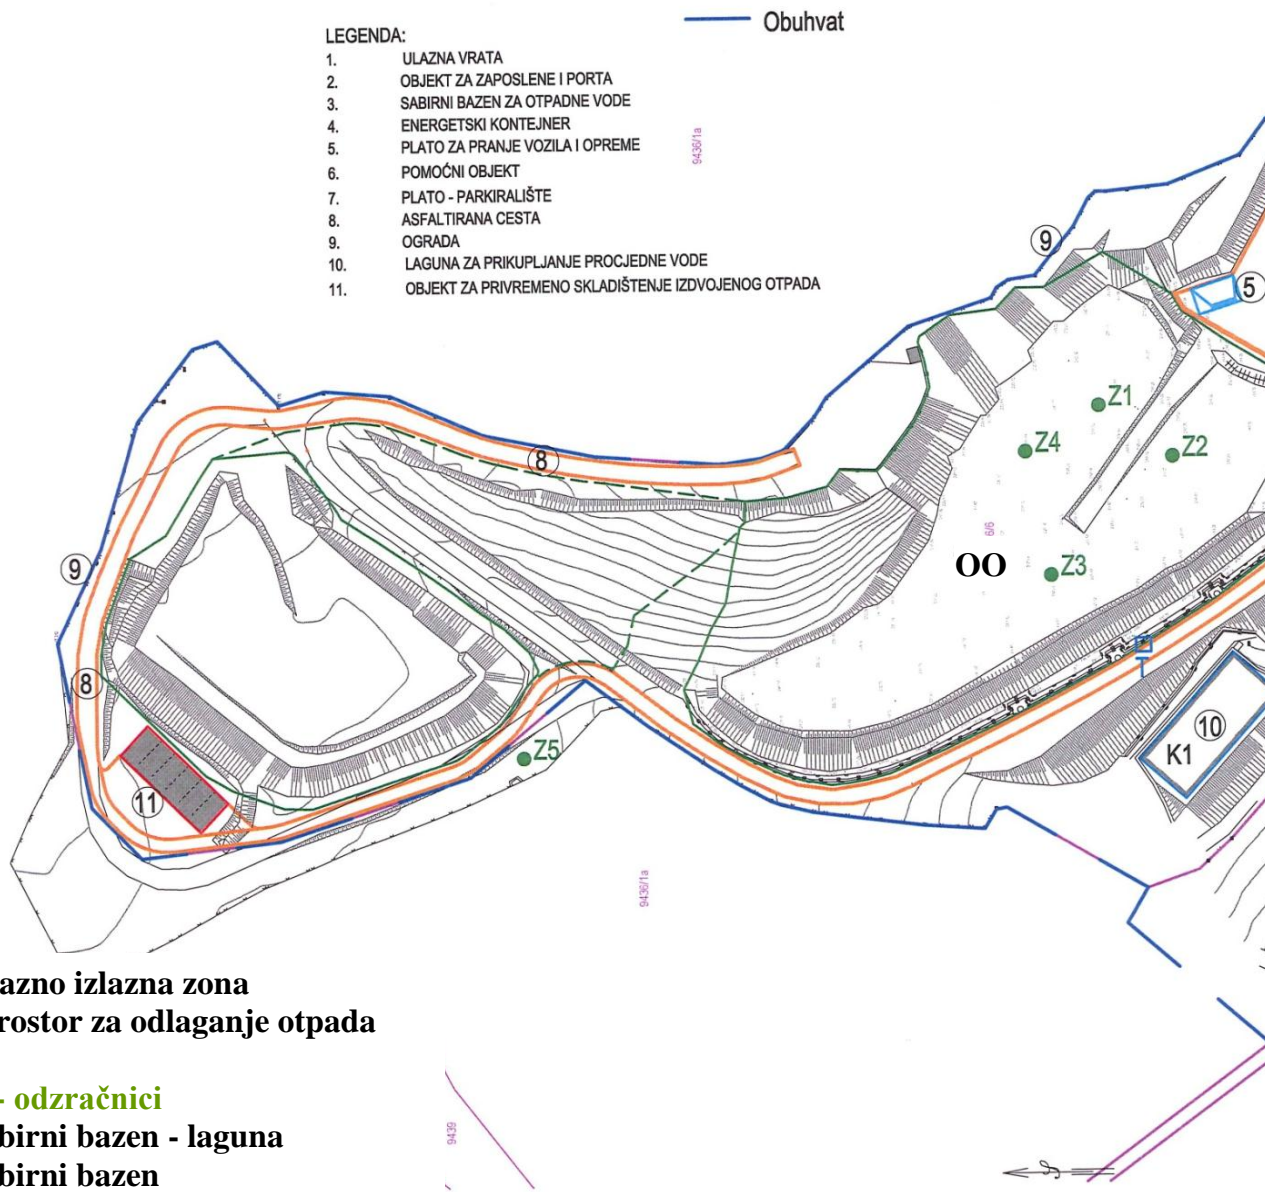 Obuhvat
LEGENDA:
1. ULAZNA VRATA
2. OBJEKT ZA ZAPOSLENE I PORTA
3. SABIRNI BAZEN ZA OTPADNE VODE
4. ENERGETSKI KONTEJNER
5. PLATO ZA PRANJE VOZILA I OPREME
6. POMOĆNI OBJEKT
7. PLATO - PARKIRALIŠTE
8. ASFALTIRANA CESTA
9. OGRADA
10. LAGUNA ZA PRIKUPLJANJE PROCJEDNE VODE
11. OBJEKT ZA PRIVREMENO SKLADIŠTENJE IZDVOJENOG OTPADA
9436/1a
9
5
Z1
Z4
Z2
8
6/6
OO
Z3
9
8
10
K1
Z5
11
9436/1a
azno izlazna zona
rostor za odlaganje otpada
- odzračnici
birni bazen - laguna
birni bazen
9439